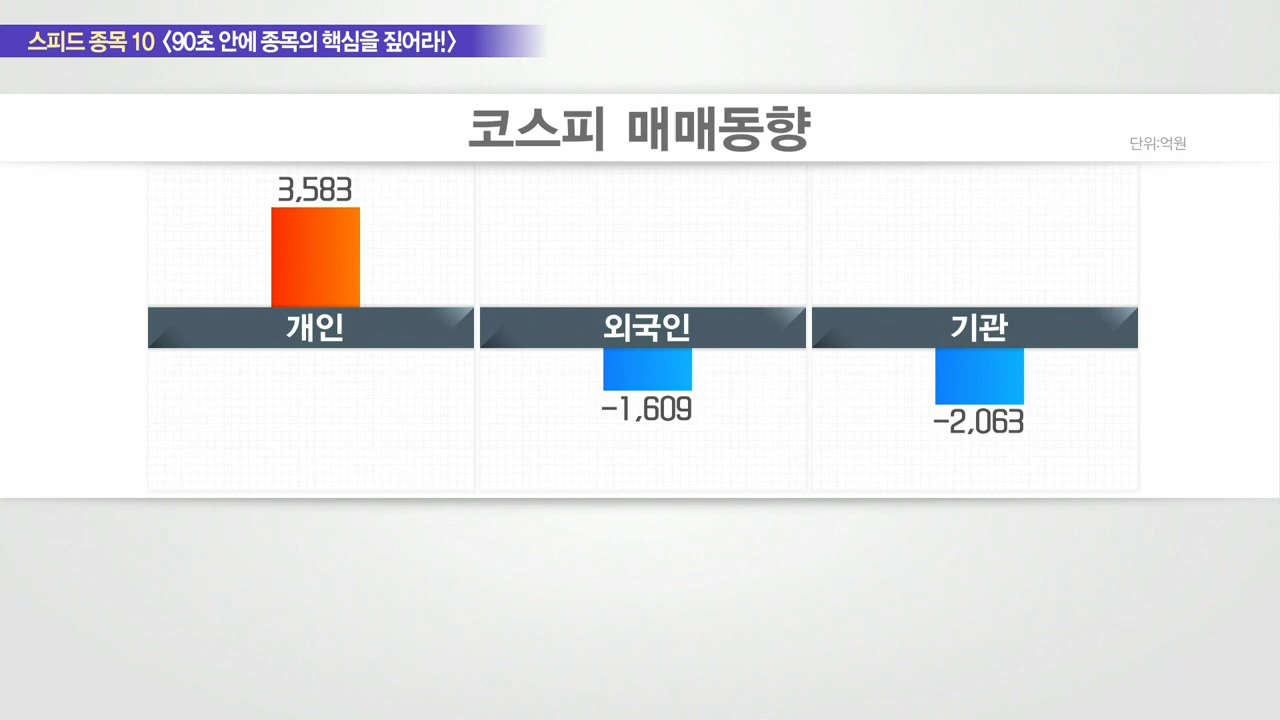 스피드 종목 10 〈90초 안에 종목의 핵심을 짚어라!〉
코스피 매매동향
단위:억원
3,583
개인
외국인
기관
-1,609
-2,063